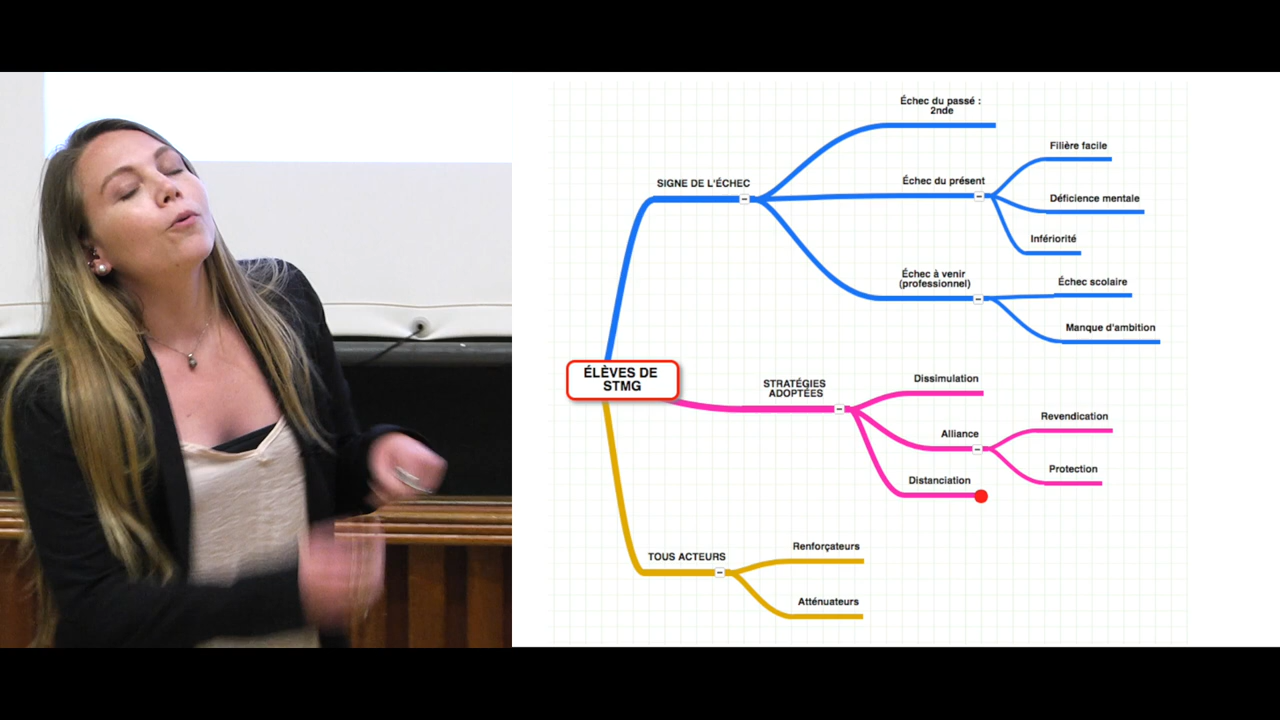 Échec du passé :
2nde
Filière facile
SIGNE DE L'ÉCHEC
Échec du présent
Déficience mentale
Infériorité
Échec à venir
(professionnel)
Échec scolaire
Manque d'ambition
ÉLÈVES DE
STMG
STRATÉGIES
ADOPTÉES
Dissimulation
Revendication
Alliance
Protection
Distanciation
TOUS ACTEURS
Renforçateurs
Atténuateurs